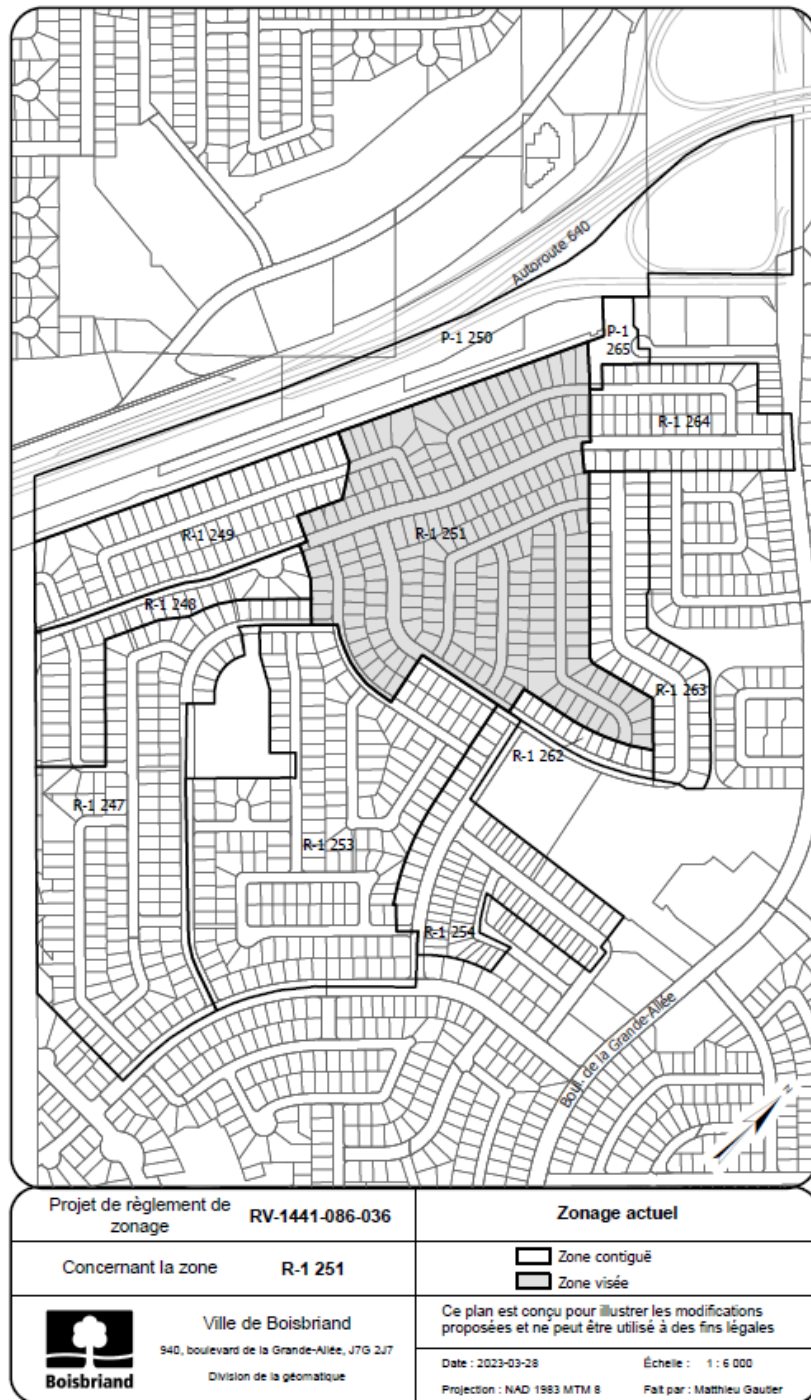 Autoroute 640
P-1 250
P-1
265
R-1 264
R-1 249
R-1 251
R-1 248
R-1 263
R-1 262
R-1 247
R-1 253
R-1 254
Boul. de la Grande-Allée
N
Projet de règlement de
zonage
RV-1441-086-036
Zonage actuel
Concernant la zone
R-1 251
Zone contiguë
Zone visée
Boisbriand
Ville de Boisbriand
940, boulevard de la Grande-Allée, J7G 2J7
Division de la géomatique
Ce plan est conçu pour illustrer les modifications
proposées et ne peut être utilisé à des fins légales
Date : 2023-03-28
Échelle : 1 : 6 000
Projection : NAD 1983 MTM 8
Fait par : Matthieu Gautier